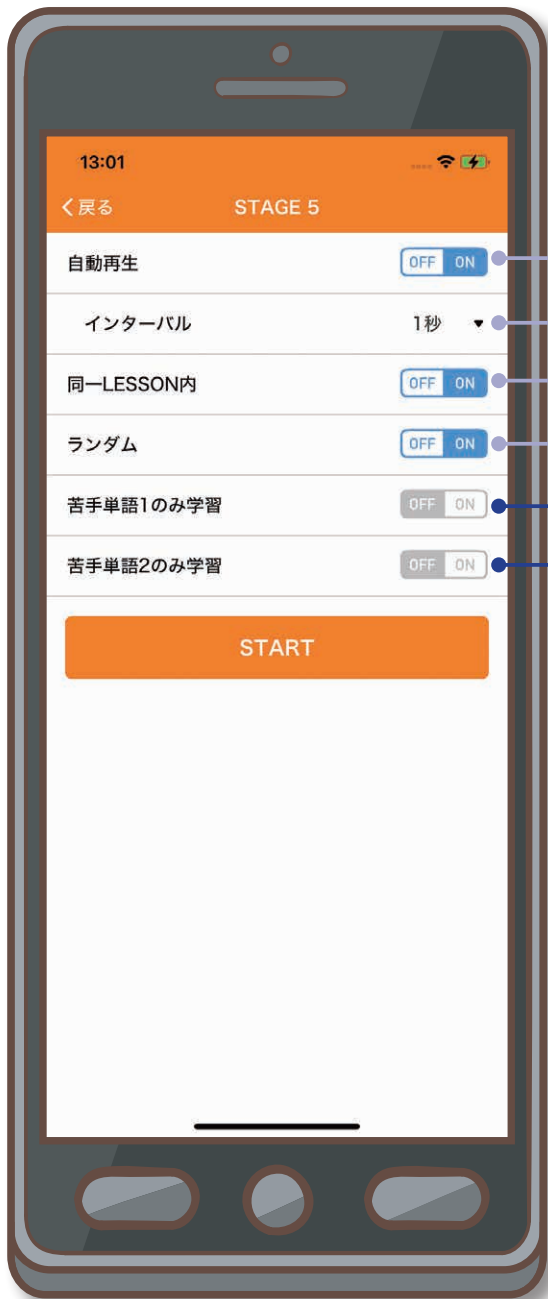 13:01
戻る STAGE 5
自動再生 OFF ON
インターバル 1秒
同一LESSON内 OFF ON
ランダム OFF ON
苦手単語1のみ学習 OFF ON
苦手単語2のみ学習 OFF ON
START